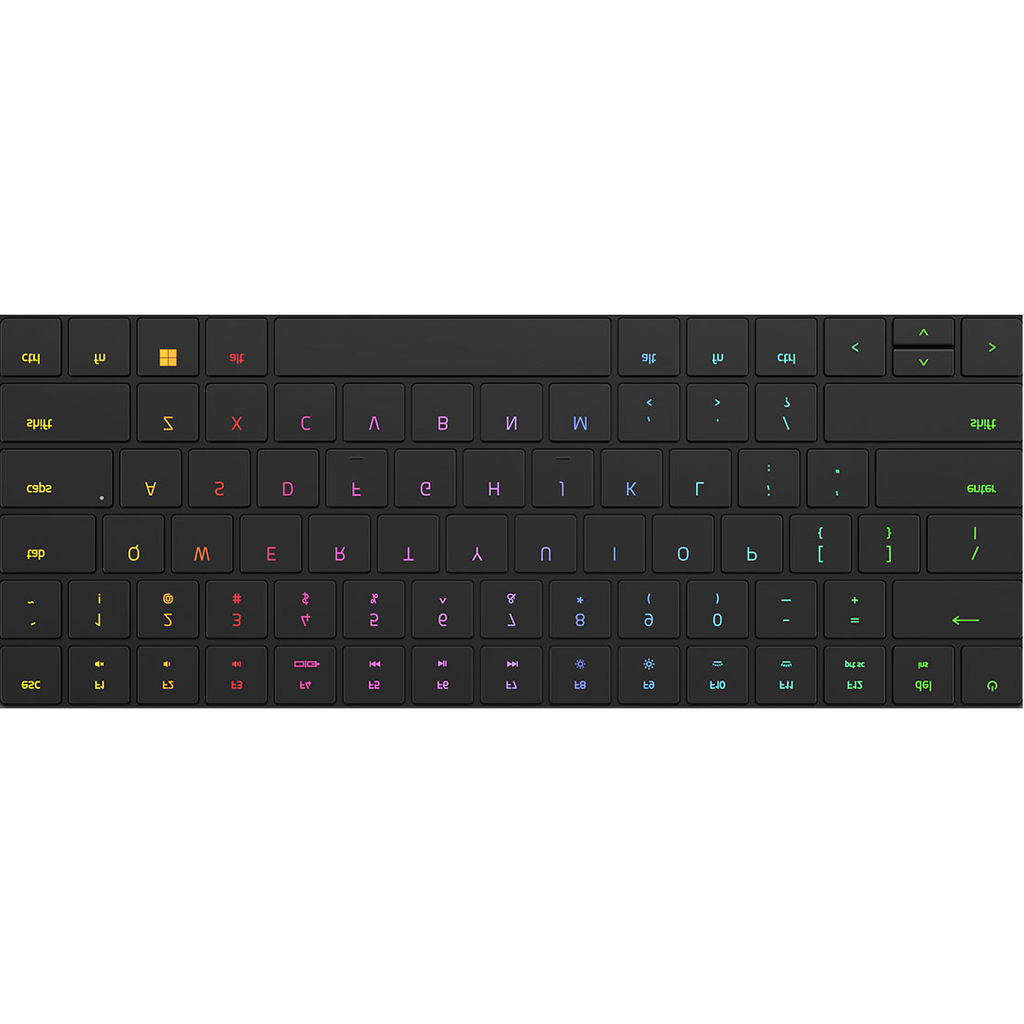 esc F1 F2 F3 F4 F5 F6 F7 F8 F9 F10 F11 F12 del
prt sc ins
` 1 2 3 4 5 6 7 8 9 0 - = ←
~ ! @ # $ % ^ & * ( ) _ +
tab Q W E R T Y U I O P [ ] \
{ } |
caps A S D F G H J K L ; ' enter
: "
shift Z X C V B N M , . / shift
< > ?
ctrl fn alt alt fn ctrl